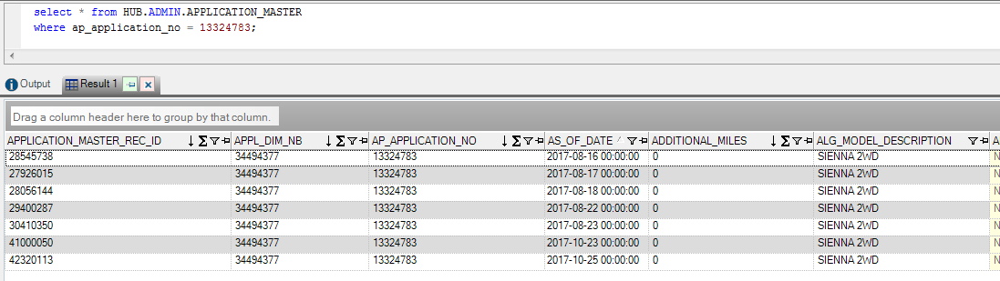 select * from HUB.ADMIN.APPLICATION_MASTER
where ap_application_no = 13324783;
Output Result 1
Drag a column header here to group by that column.
APPLICATION_MASTER_REC_ID APPL_DIM_NB AP_APPLICATION_NO AS_OF_DATE ADDITIONAL_MILES ALG_MODEL_DESCRIPTION A
28545738 34494377 13324783 2017-08-16 00:00:00 0 SIENNA 2WD N
27926015 34494377 13324783 2017-08-17 00:00:00 0 SIENNA 2WD N
28056144 34494377 13324783 2017-08-18 00:00:00 0 SIENNA 2WD N
29400287 34494377 13324783 2017-08-22 00:00:00 0 SIENNA 2WD N
30410350 34494377 13324783 2017-08-23 00:00:00 0 SIENNA 2WD N
41000050 34494377 13324783 2017-10-23 00:00:00 0 SIENNA 2WD N
42320113 34494377 13324783 2017-10-25 00:00:00 0 SIENNA 2WD N